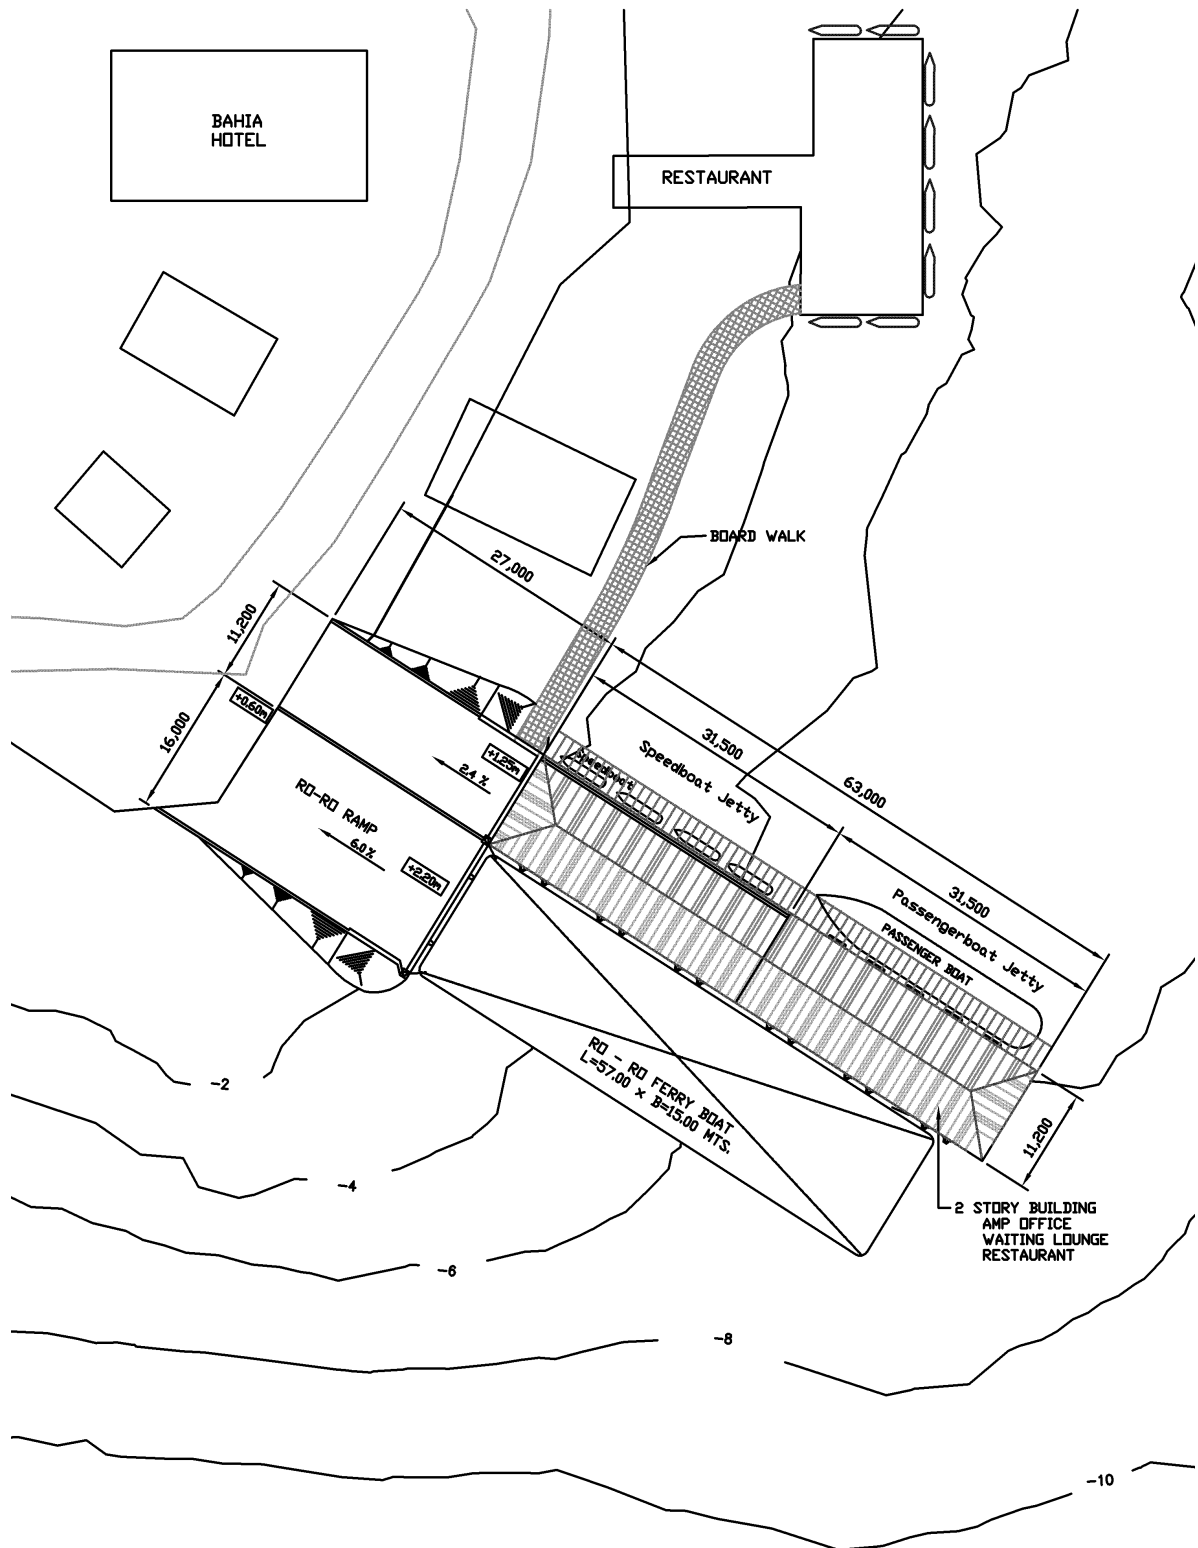 BAHIA
HOTEL
RESTAURANT
BOARD WALK
27,000
11,200
16,000
+0.60m
+1.25m
2.4 %
RO-RO RAMP
6.0 %
+2.20m
31,500
63,000
Speedboat Jetty
Speedboat
31,500
Passengerboat Jetty
PASSENGER BOAT
RO - RO FERRY BOAT
L=57.00 x B=15.00 MTS.
11,200
2 STORY BUILDING
AMP OFFICE
WAITING LOUNGE
RESTAURANT
-2
-4
-6
-8
-10